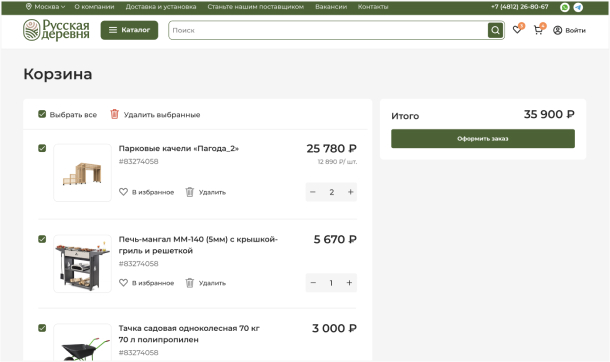 Москва О компании Доставка и установка Станьте нашим поставщиком Вакансии Контакты +7 (4812) 26-80-67
Русская деревня Каталог Поиск Войти
Корзина
Выбрать все Удалить выбранные
Парковые качели «Пагода_2» 25 780 ₽
#83274058 12 890 ₽/ шт.
В избранное Удалить − 2 +
Печь-мангал ММ-140 (5мм) с крышкой- 5 670 ₽
гриль и решеткой
#83274058
В избранное Удалить − 1 +
Тачка садовая одноколесная 70 кг 3 000 ₽
70 л полипропилен
#83274058
Итого 35 900 ₽
Оформить заказ